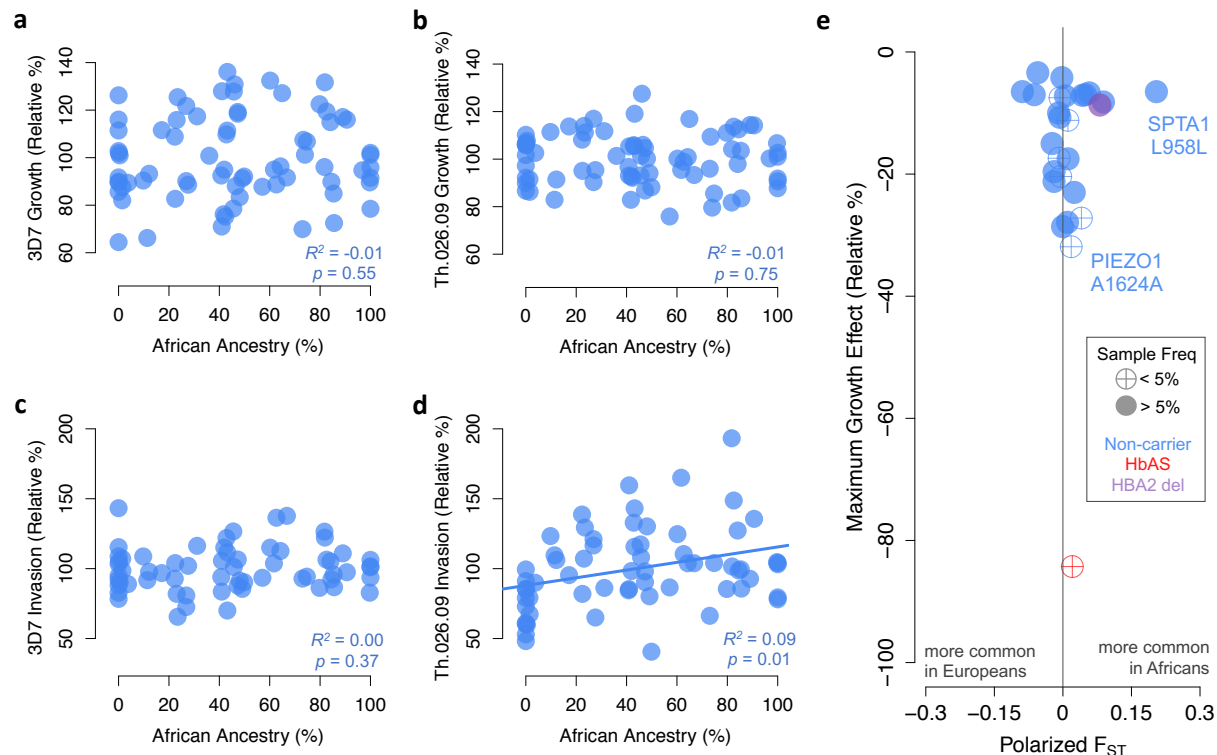 a
3D7 Growth (Relative %)
140
120
100
80
60
R² = -0.01
p = 0.55
0 20 40 60 80 100
African Ancestry (%)
b
Th.026.09 Growth (Relative %)
140
120
100
80
60
R² = -0.01
p = 0.75
0 20 40 60 80 100
African Ancestry (%)
c
3D7 Invasion (Relative %)
200
150
100
50
R² = 0.00
p = 0.37
0 20 40 60 80 100
African Ancestry (%)
d
Th.026.09 Invasion (Relative %)
200
150
100
50
R² = 0.09
p = 0.01
0 20 40 60 80 100
African Ancestry (%)
e
Maximum Growth Effect (Relative %)
0
−20
−40
−60
−80
−100
SPTA1
L958L
PIEZO1
A1624A
Sample Freq
< 5%
> 5%
Non-carrier
HbAS
HBA2 del
more common
in Europeans
more common
in Africans
−0.3 −0.15 0 0.15 0.3
Polarized FST